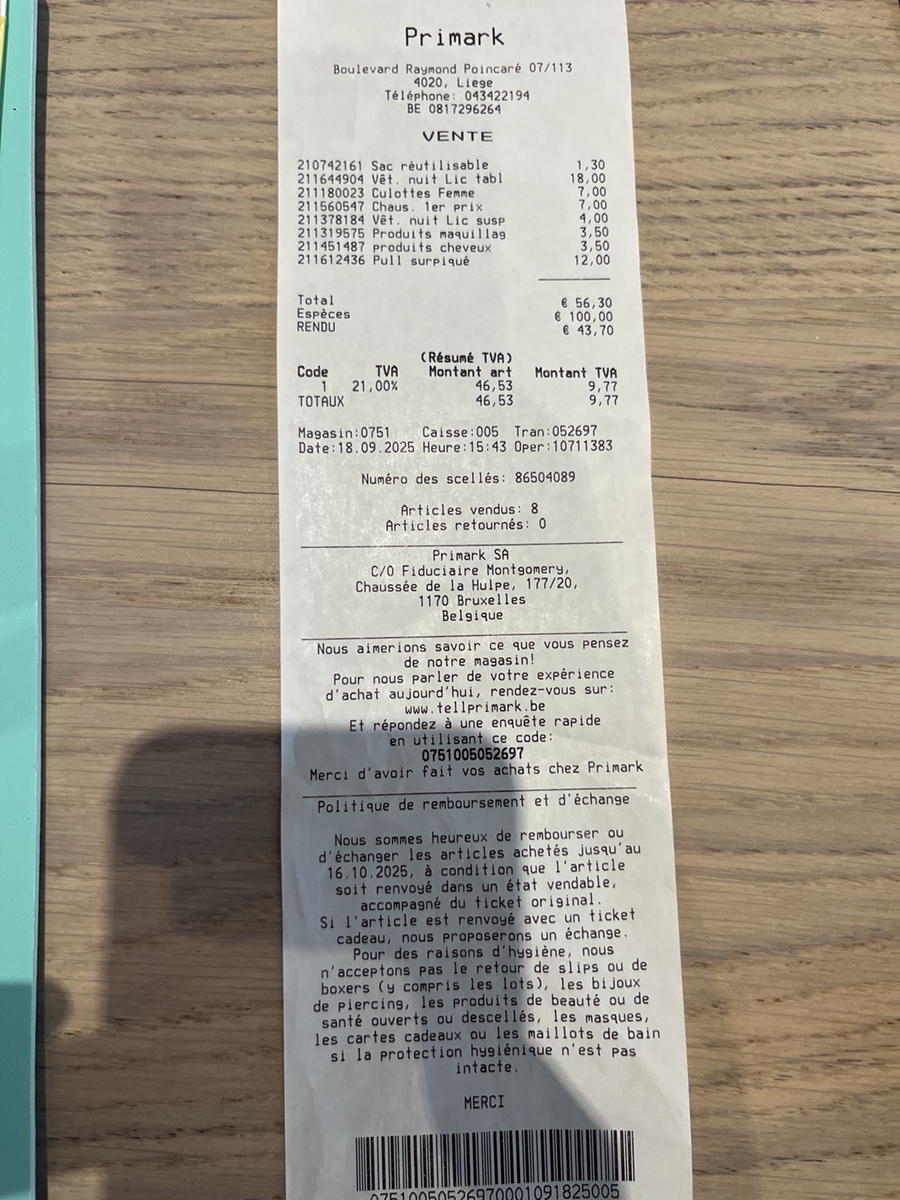 Primark
Boulevard Raymond Poincaré 07/113
4020, Liege
Téléphone: 043422194
BE 0817296264
VENTE
210742161 Sac réutilisable 1,30
211644904 Vêt. nuit Lic tabl 18,00
211180023 Culottes Femme 7,00
211560547 Chaus. 1er prix 7,00
211378184 Vêt. nuit Lic susp 4,00
211319575 Produits maquillag 3,50
211451487 produits cheveux 3,50
211612436 Pull surpiqué 12,00
Total € 56,30
Espèces € 100,00
RENDU € 43,70
(Résumé TVA)
Code TVA Montant art Montant TVA
1 21,00% 46,53 9,77
TOTAUX 46,53 9,77
Magasin:0751 Caisse:005 Tran:052697
Date:18.09.2025 Heure:15:43 Oper:10711383
Numéro des scellés: 86504089
Articles vendus: 8
Articles retournés: 0
Primark SA
C/O Fiduciaire Montgomery,
Chaussée de la Hulpe, 177/20,
1170 Bruxelles
Belgique
Nous aimerions savoir ce que vous pensez
de notre magasin!
Pour nous parler de votre expérience
d'achat aujourd'hui, rendez-vous sur:
www.tellprimark.be
Et répondez à une enquête rapide
en utilisant ce code:
0751005052697
Merci d'avoir fait vos achats chez Primark
Politique de remboursement et d'échange
Nous sommes heureux de rembourser ou
d'échanger les articles achetés jusqu'au
16.10.2025, à condition que l'article
soit renvoyé dans un état vendable,
accompagné du ticket original.
Si l'article est renvoyé avec un ticket
cadeau, nous proposerons un échange.
Pour des raisons d'hygiène, nous
n'acceptons pas le retour de slips ou de
boxers (y compris les lots), les bijoux
de piercing, les produits de beauté ou de
santé ouverts ou descellés, les masques,
les cartes cadeaux ou les maillots de bain
si la protection hygiénique n'est pas
intacte.
MERCI
07510050526970001091825005